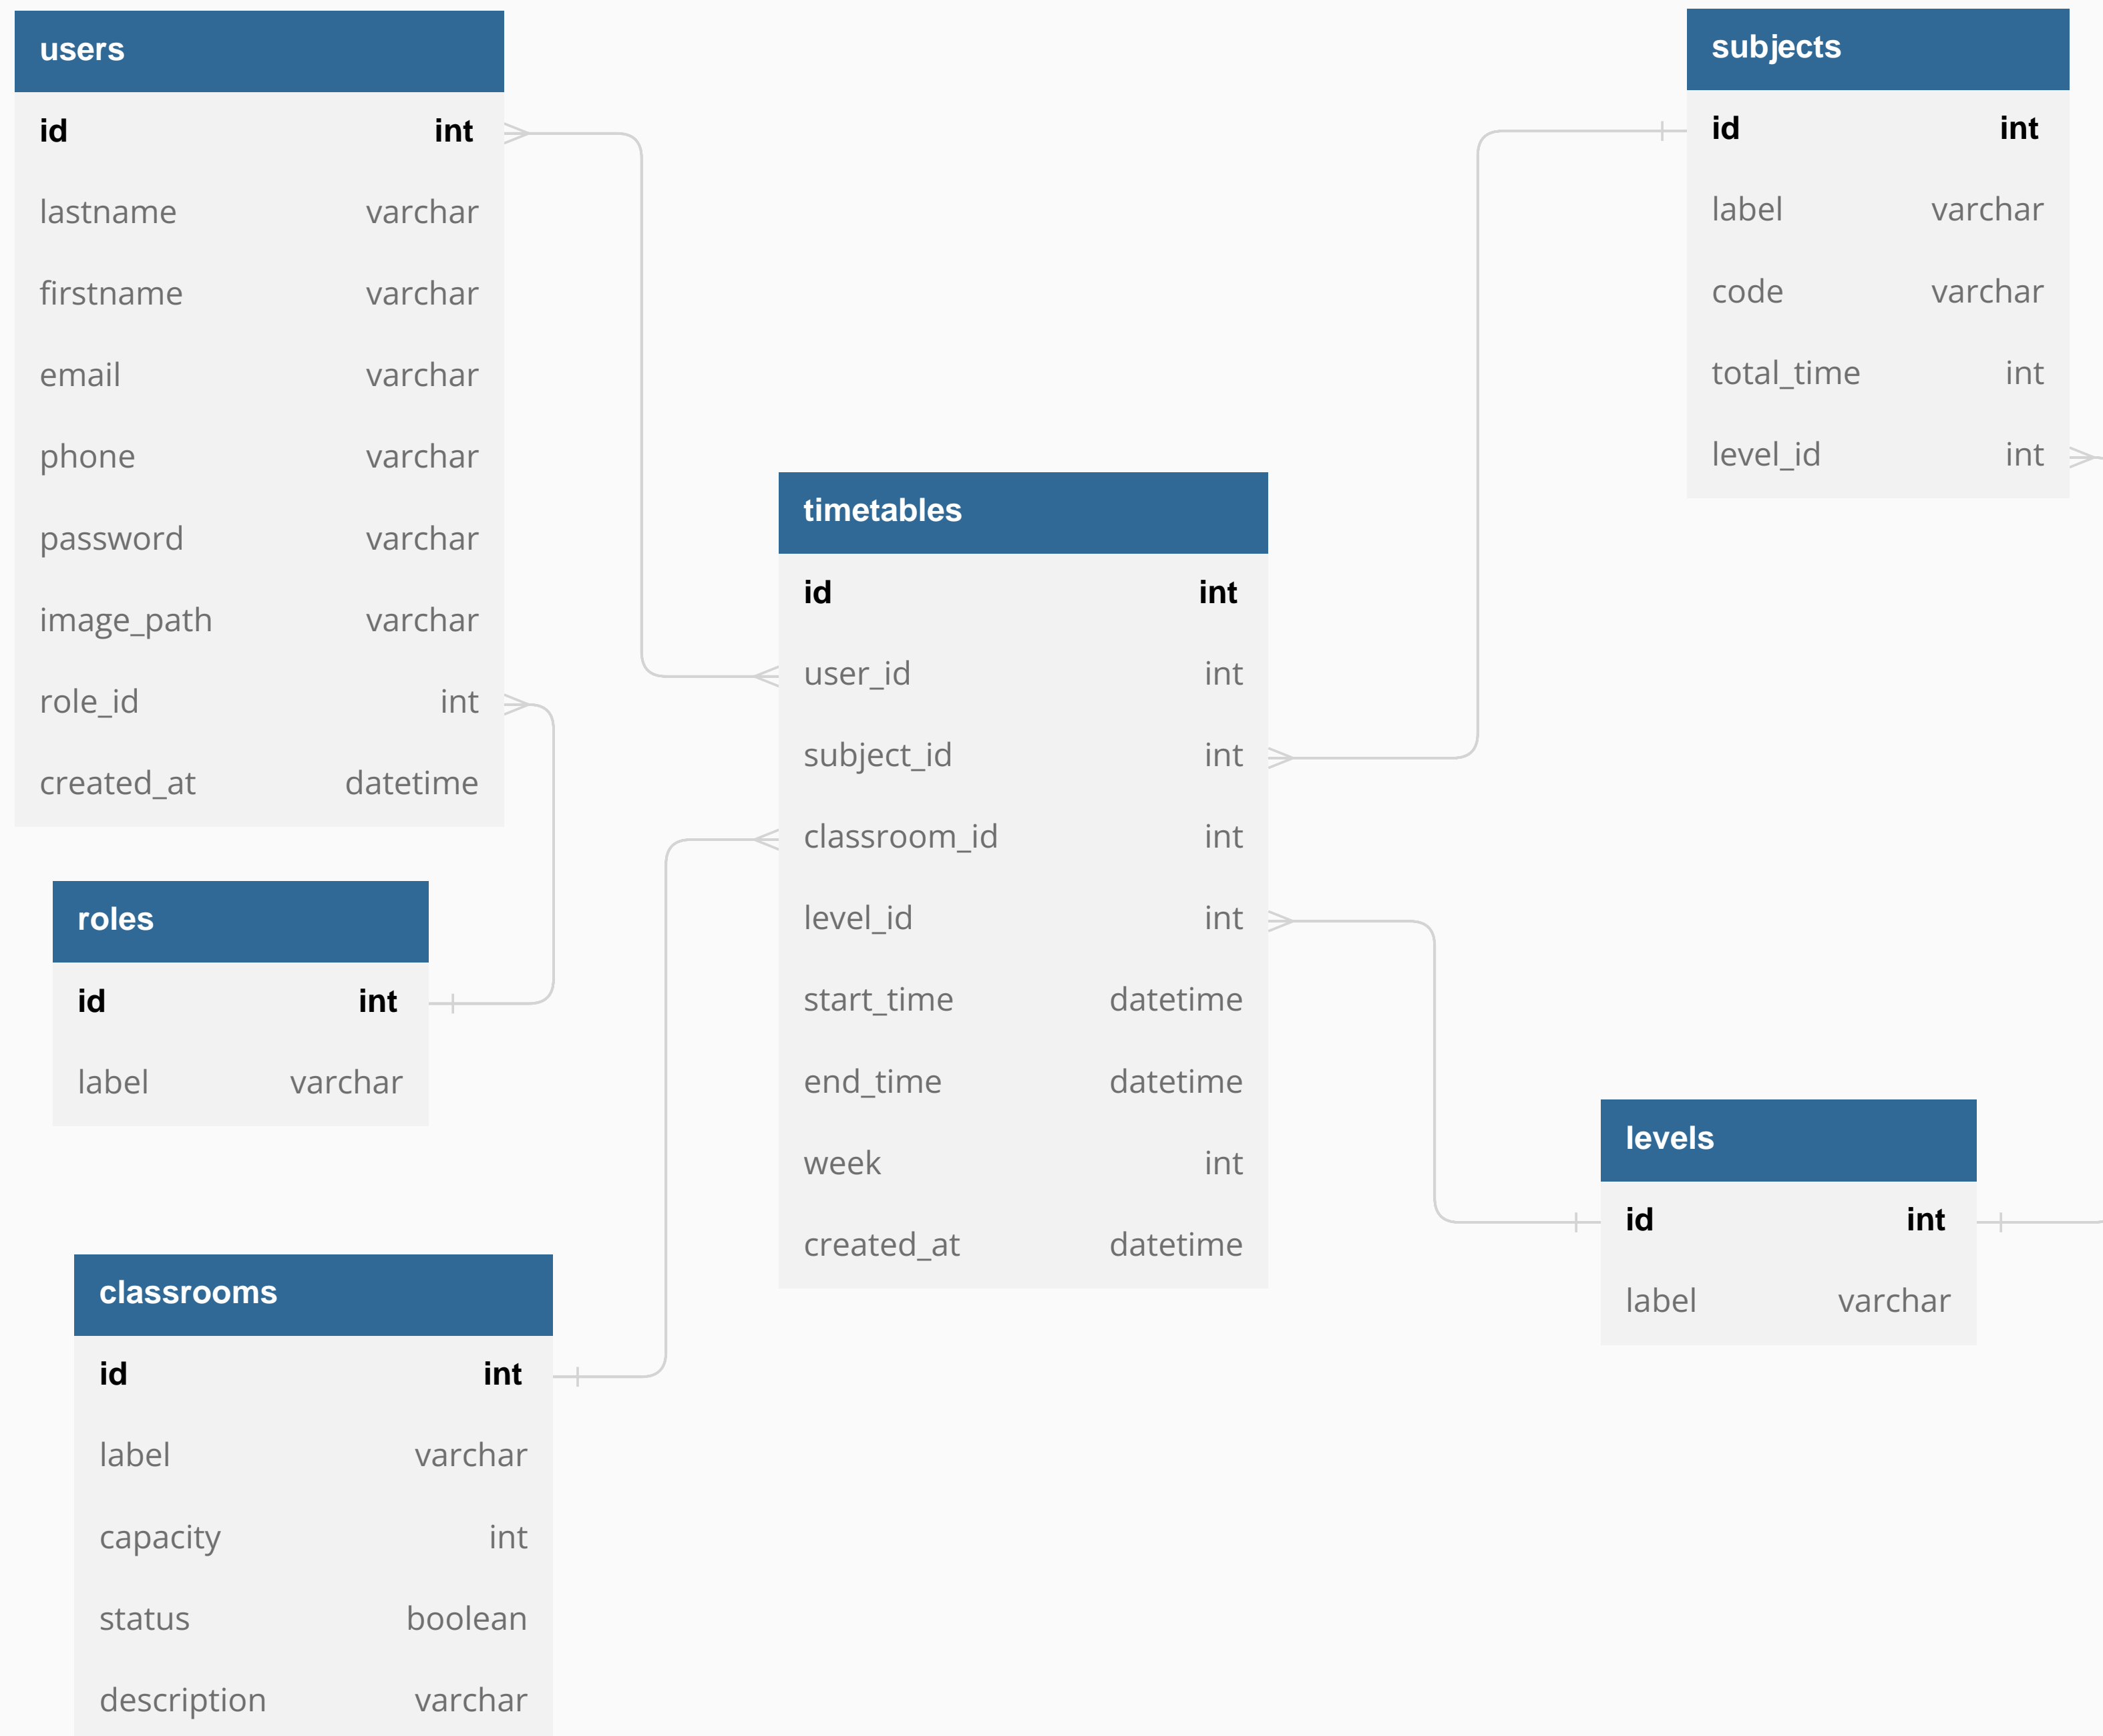 users
id int
lastname varchar
firstname varchar
email varchar
phone varchar
password varchar
image_path varchar
role_id int
created_at datetime
roles
id int
label varchar
classrooms
id int
label varchar
capacity int
status boolean
description varchar
timetables
id int
user_id int
subject_id int
classroom_id int
level_id int
start_time datetime
end_time datetime
week int
created_at datetime
subjects
id int
label varchar
code varchar
total_time int
level_id int
levels
id int
label varchar